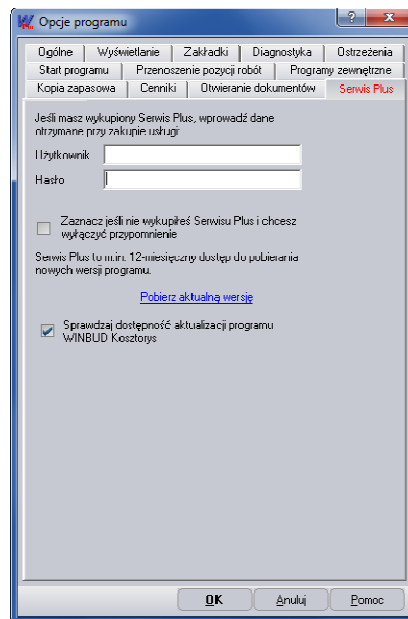 Opcje programu
Ogólne Wyświetlanie Zakładki Diagnostyka Ostrzeżenia
Start programu Przenoszenie pozycji robót Programy zewnętrzne
Kopia zapasowa Cenniki Otwieranie dokumentów Serwis Plus
Jeśli masz wykupiony Serwis Plus, wprowadź dane
otrzymane przy zakupie usługi:
Użytkownik
Hasło
Zaznacz jeśli nie wykupiłeś Serwisu Plus i chcesz
wyłączyć przypomnienie
Serwis Plus to m.in. 12-miesięczny dostęp do pobierania
nowych wersji programu.
Pobierz aktualną wersję
Sprawdzaj dostępność aktualizacji programu
WINBUD Kosztorys
OK Anuluj Pomoc